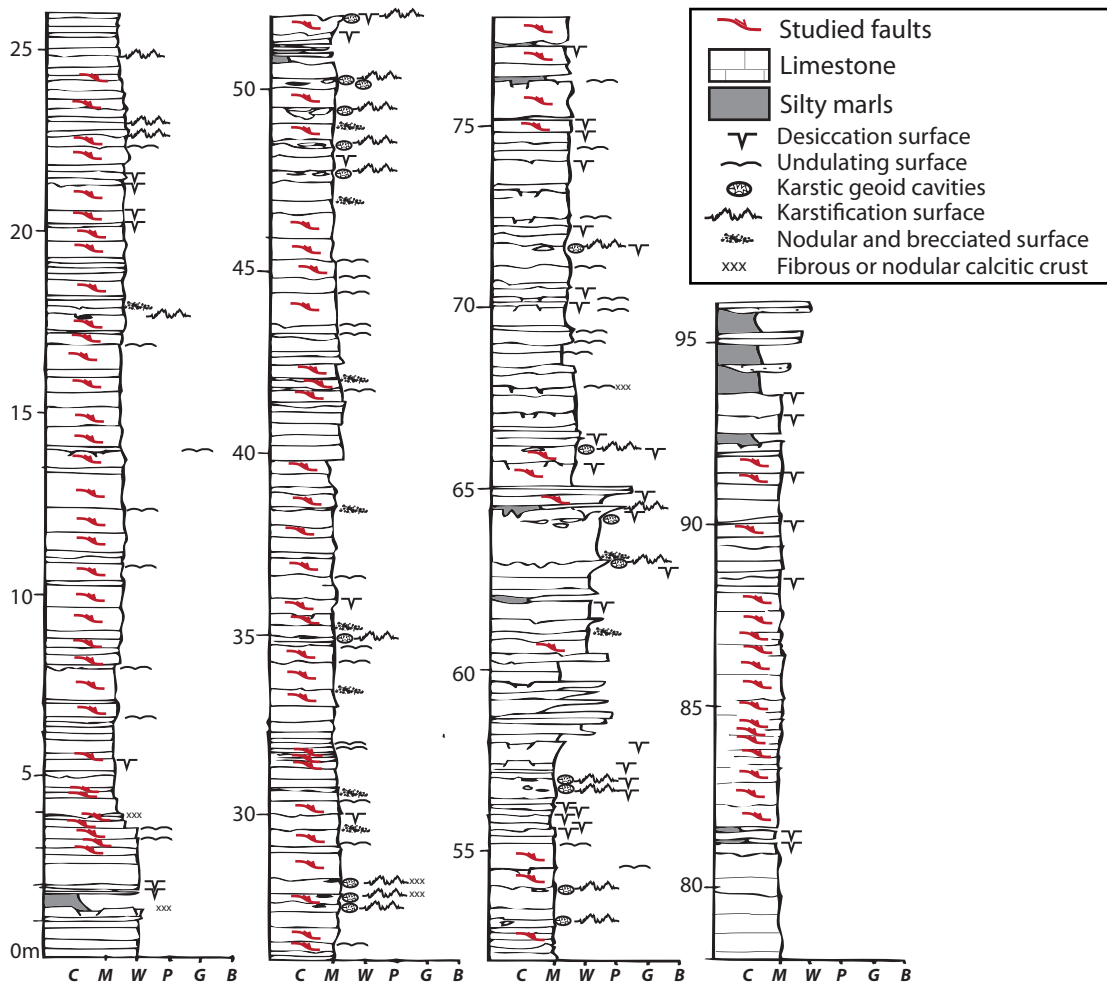 Studied faults
Limestone
Silty marls
Desiccation surface
Undulating surface
Karstic geoid cavities
Karstification surface
Nodular and brecciated surface
xxx Fibrous or nodular calcitic crust
25
20
15
10
5
xxx
xxx
0m
C M W P G B
50
45
40
35
30
xxx
xxx
C M W P G B
75
70
xxx
65
60
55
C M W P G B
95
90
85
80
C M W P G B